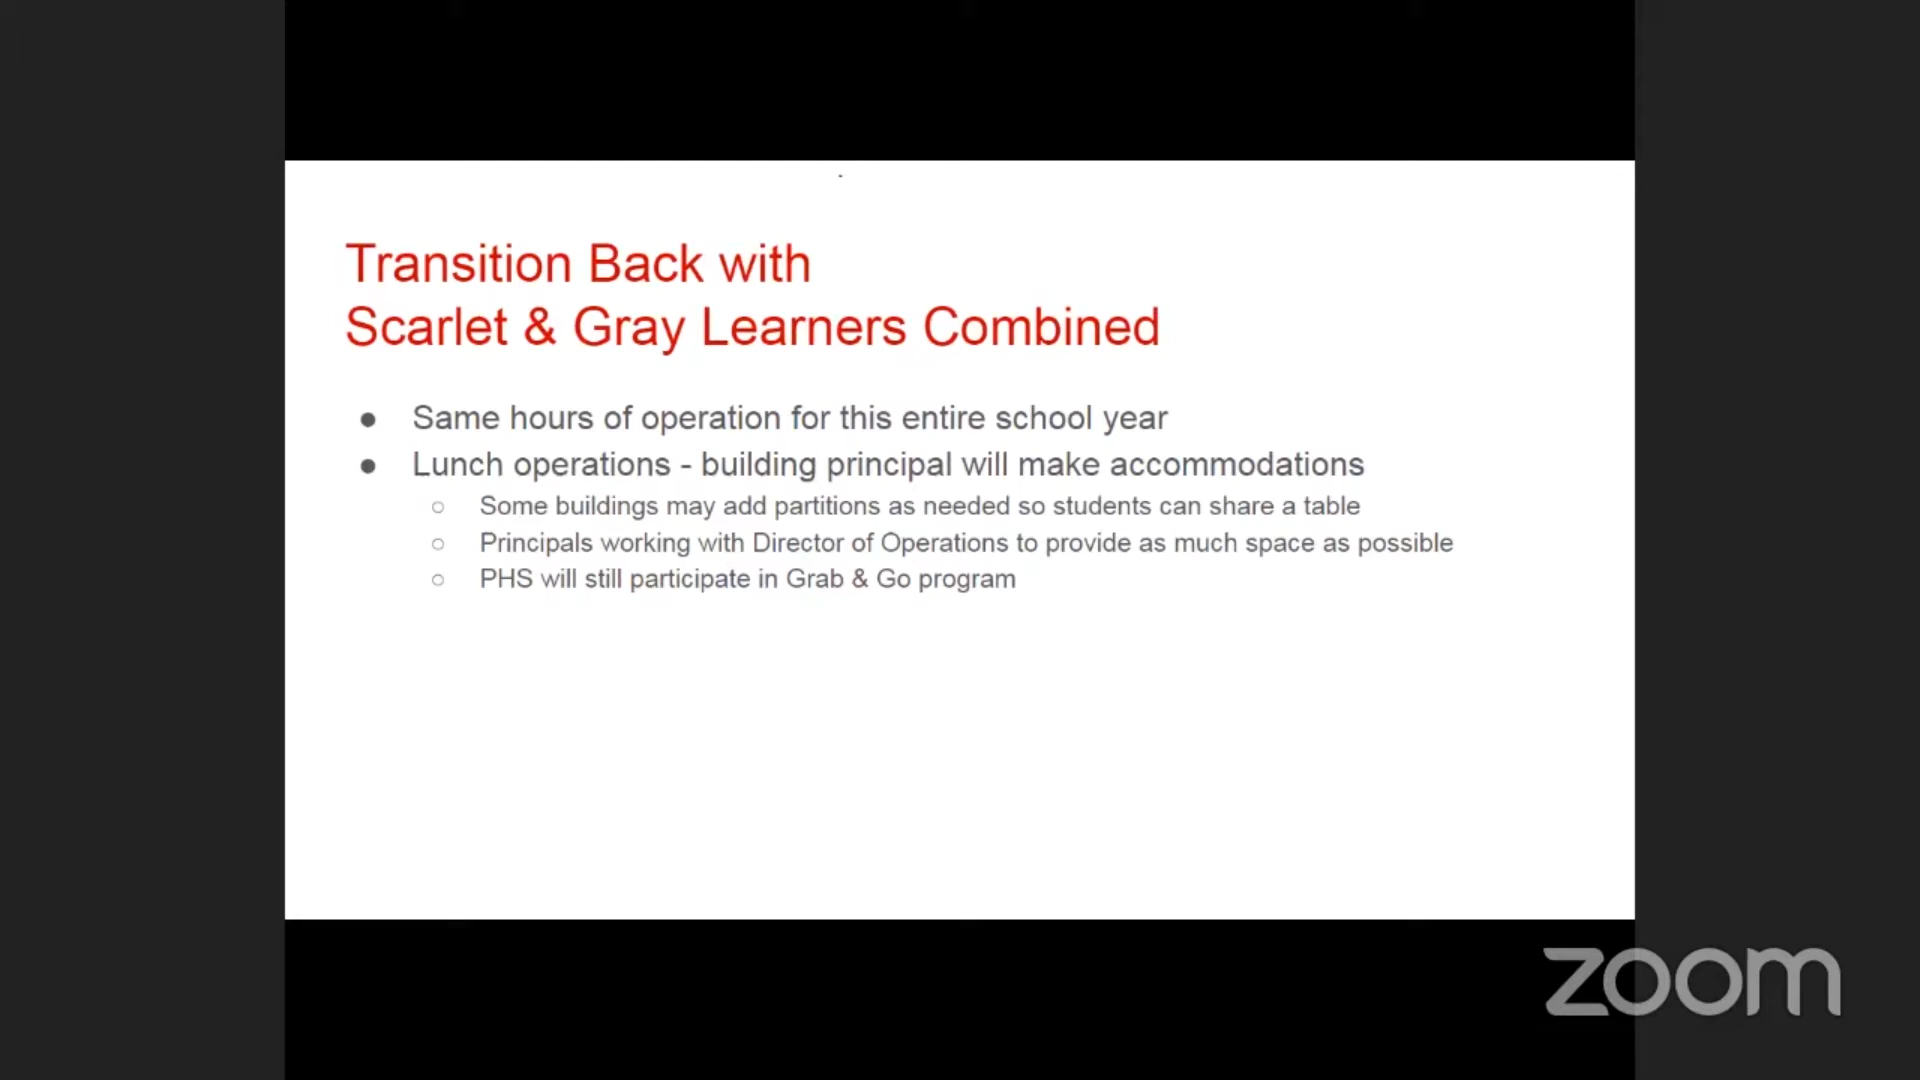 Transition Back with
Scarlet & Gray Learners Combined
● Same hours of operation for this entire school year
● Lunch operations - building principal will make accommodations
○ Some buildings may add partitions as needed so students can share a table
○ Principals working with Director of Operations to provide as much space as possible
○ PHS will still participate in Grab & Go program
zoom